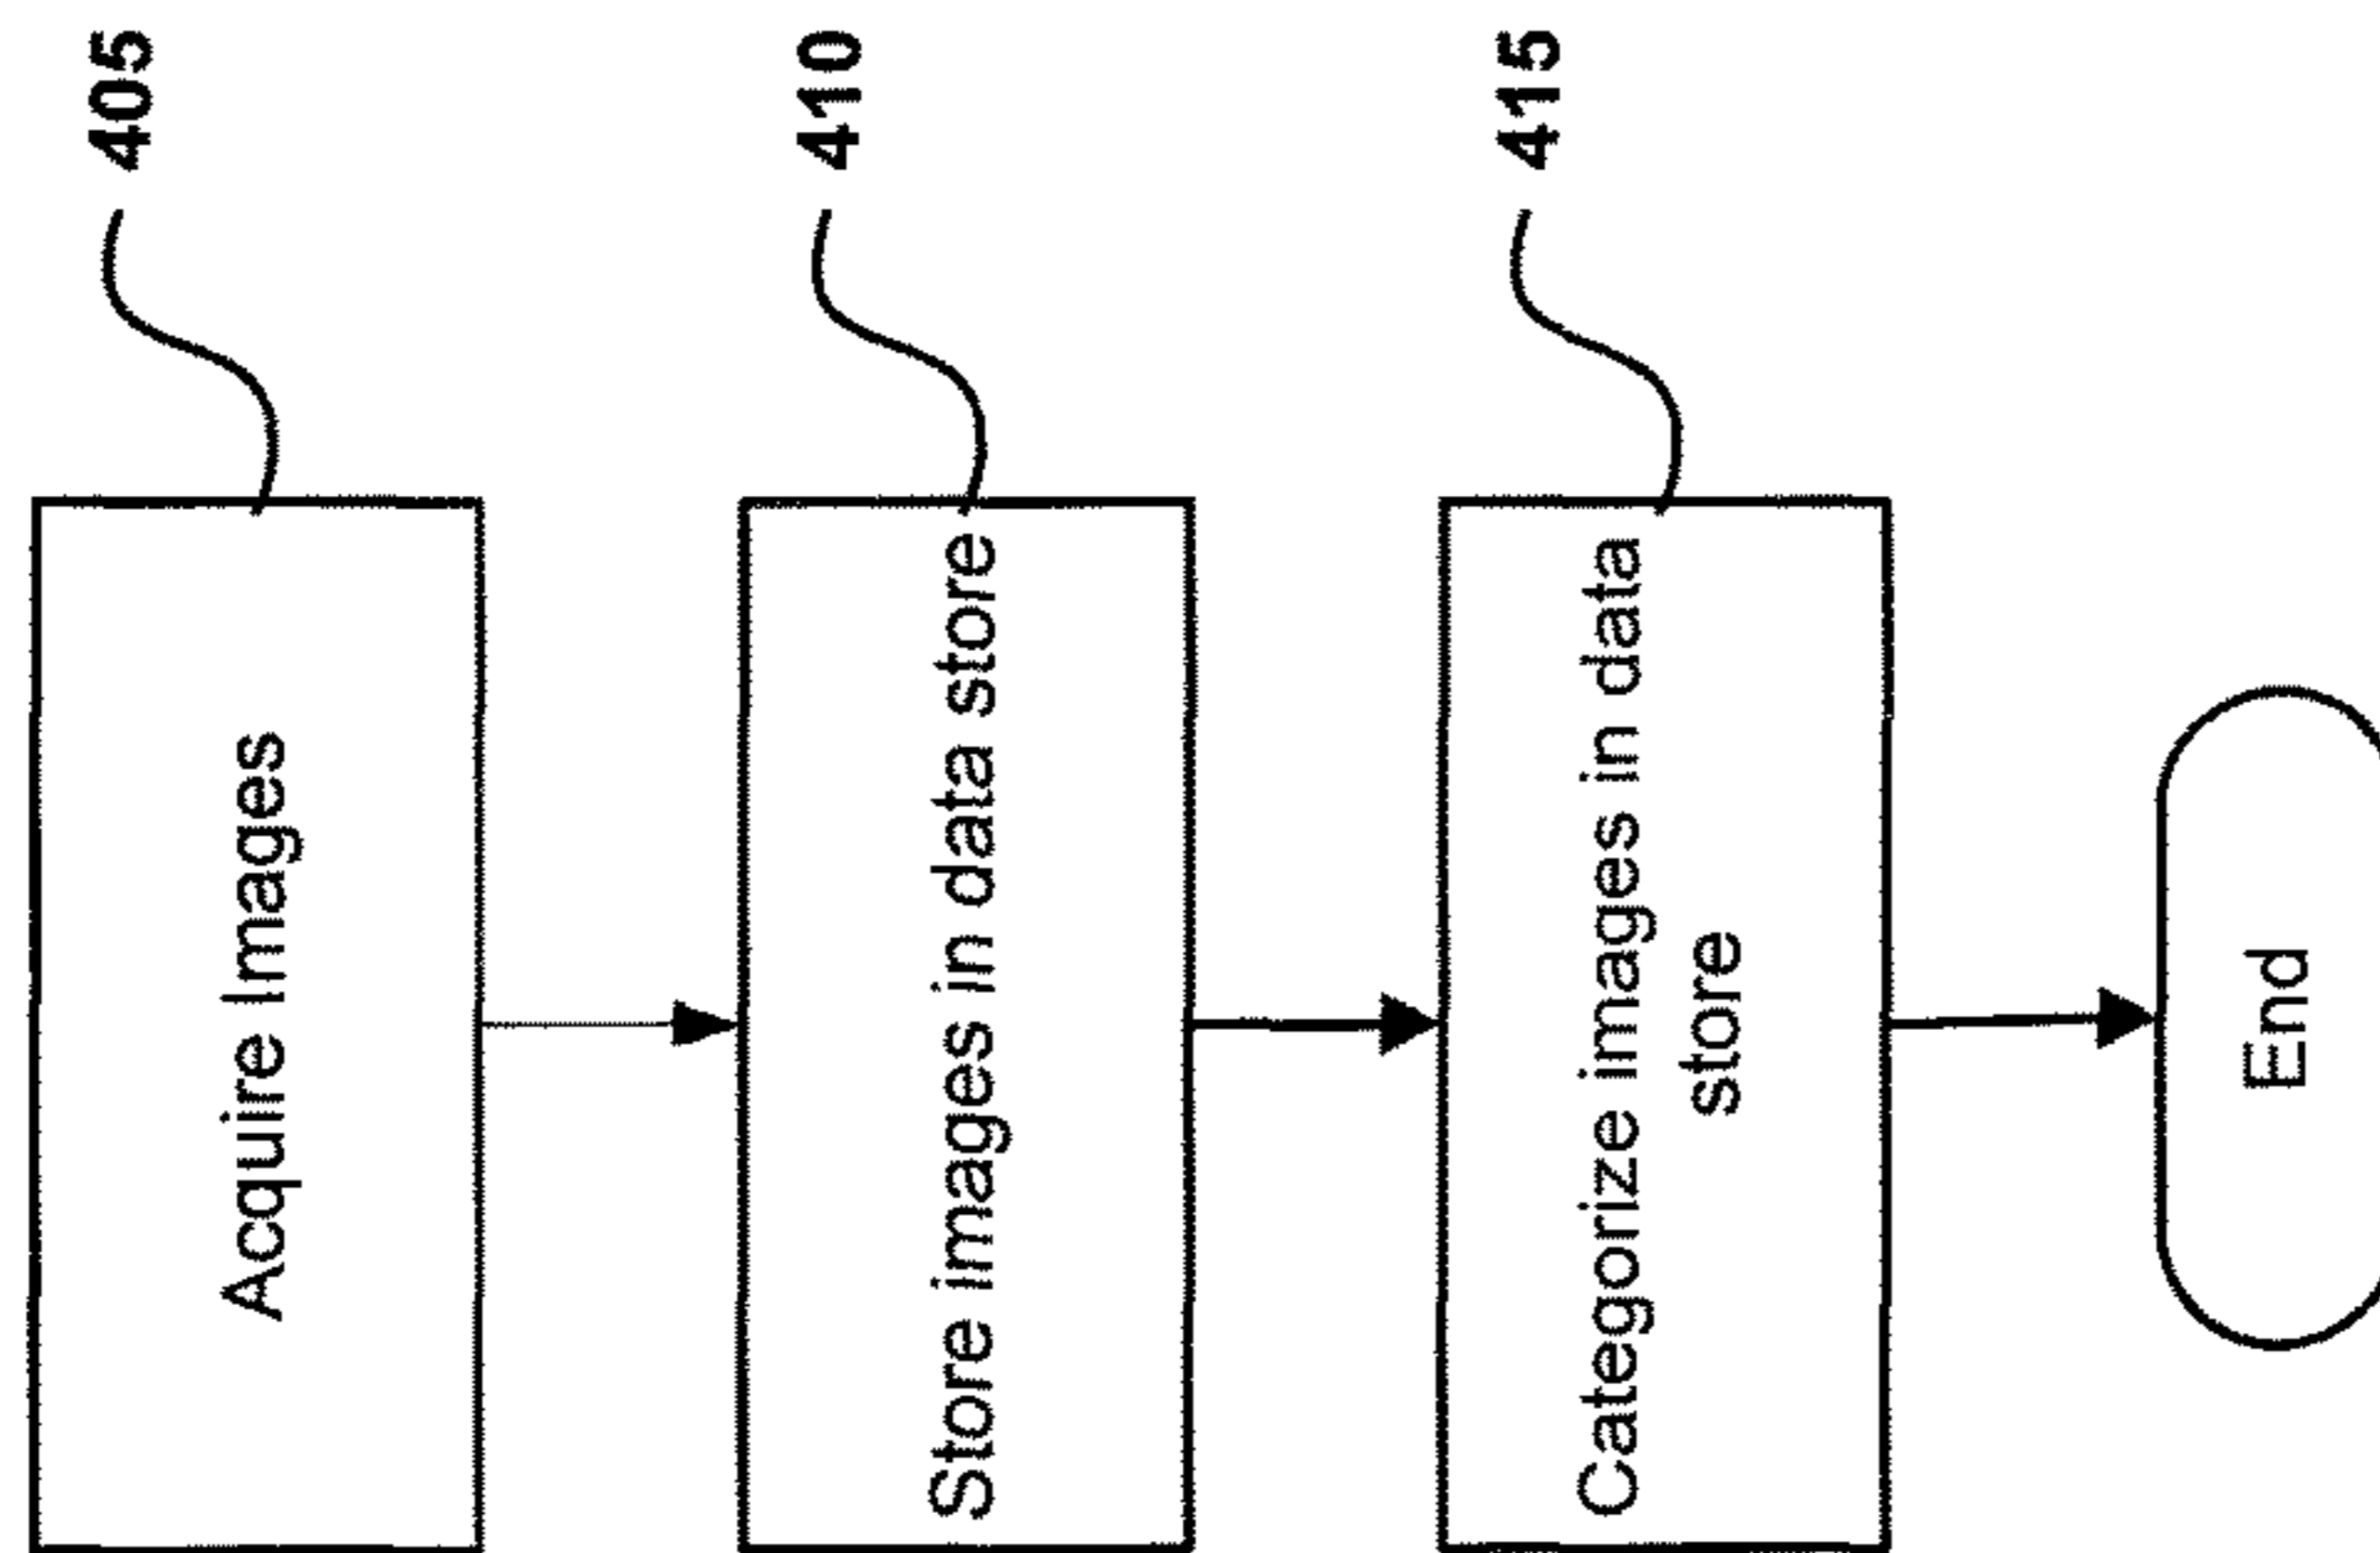 Acquire Images
405
Store images in data store
410
Categorize images in data
store
415
End